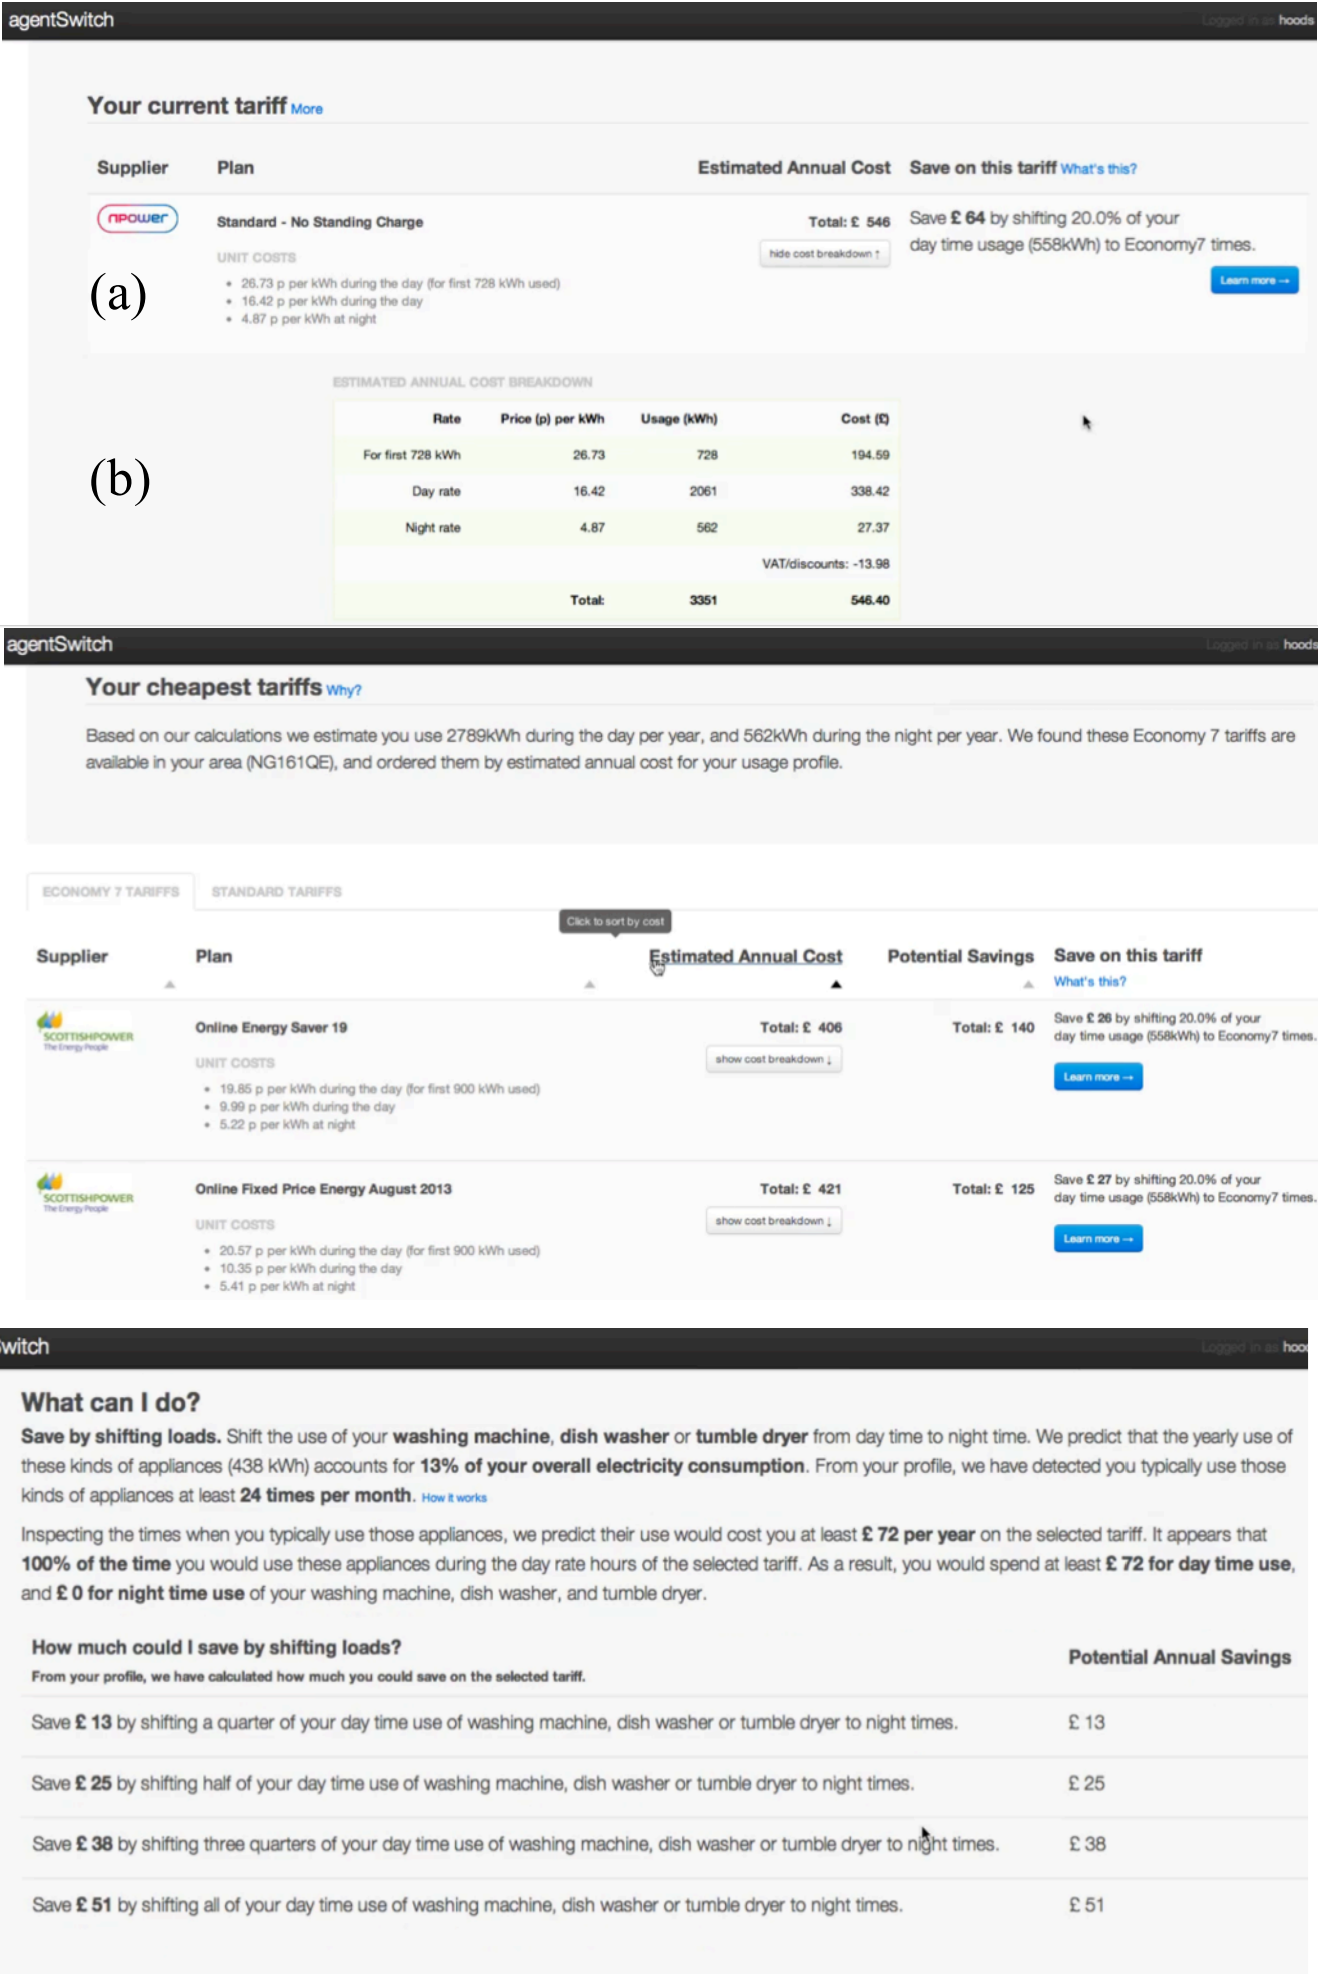 agentSwitch
Logged in as hoods
Your current tariff More
Supplier Plan Estimated Annual Cost Save on this tariff What's this?
npower
Standard - No Standing Charge
Total: £ 546
Save £ 64 by shifting 20.0% of your
day time usage (558kWh) to Economy7 times.
hide cost breakdown ↑
Learn more →
UNIT COSTS
• 26.73 p per kWh during the day (for first 728 kWh used)
• 16.42 p per kWh during the day
• 4.87 p per kWh at night
(a)
ESTIMATED ANNUAL COST BREAKDOWN
Rate Price (p) per kWh Usage (kWh) Cost (£)
For first 728 kWh 26.73 728 194.59
Day rate 16.42 2061 338.42
Night rate 4.87 562 27.37
VAT/discounts: -13.98
Total: 3351 546.40
(b)
agentSwitch
Logged in as hoods
Your cheapest tariffs Why?
Based on our calculations we estimate you use 2789kWh during the day per year, and 562kWh during the night per year. We found these Economy 7 tariffs are
available in your area (NG161QE), and ordered them by estimated annual cost for your usage profile.
ECONOMY 7 TARIFFS STANDARD TARIFFS
Click to sort by cost
Supplier Plan Estimated Annual Cost Potential Savings Save on this tariff
What's this?
SCOTTISHPOWER
The Energy People
Online Energy Saver 19
Total: £ 406
Total: £ 140
Save £ 26 by shifting 20.0% of your
day time usage (558kWh) to Economy7 times.
show cost breakdown ↓
Learn more →
UNIT COSTS
• 19.85 p per kWh during the day (for first 900 kWh used)
• 9.99 p per kWh during the day
• 5.22 p per kWh at night
SCOTTISHPOWER
The Energy People
Online Fixed Price Energy August 2013
Total: £ 421
Total: £ 125
Save £ 27 by shifting 20.0% of your
day time usage (558kWh) to Economy7 times.
show cost breakdown ↓
Learn more →
UNIT COSTS
• 20.57 p per kWh during the day (for first 900 kWh used)
• 10.35 p per kWh during the day
• 5.41 p per kWh at night
witch
Logged in as hoo
What can I do?
Save by shifting loads. Shift the use of your washing machine, dish washer or tumble dryer from day time to night time. We predict that the yearly use of
these kinds of appliances (438 kWh) accounts for 13% of your overall electricity consumption. From your profile, we have detected you typically use those
kinds of appliances at least 24 times per month. How it works
Inspecting the times when you typically use those appliances, we predict their use would cost you at least £ 72 per year on the selected tariff. It appears that
100% of the time you would use these appliances during the day rate hours of the selected tariff. As a result, you would spend at least £ 72 for day time use,
and £ 0 for night time use of your washing machine, dish washer, and tumble dryer.
How much could I save by shifting loads?
Potential Annual Savings
From your profile, we have calculated how much you could save on the selected tariff.
Save £ 13 by shifting a quarter of your day time use of washing machine, dish washer or tumble dryer to night times. £ 13
Save £ 25 by shifting half of your day time use of washing machine, dish washer or tumble dryer to night times. £ 25
Save £ 38 by shifting three quarters of your day time use of washing machine, dish washer or tumble dryer to night times. £ 38
Save £ 51 by shifting all of your day time use of washing machine, dish washer or tumble dryer to night times. £ 51